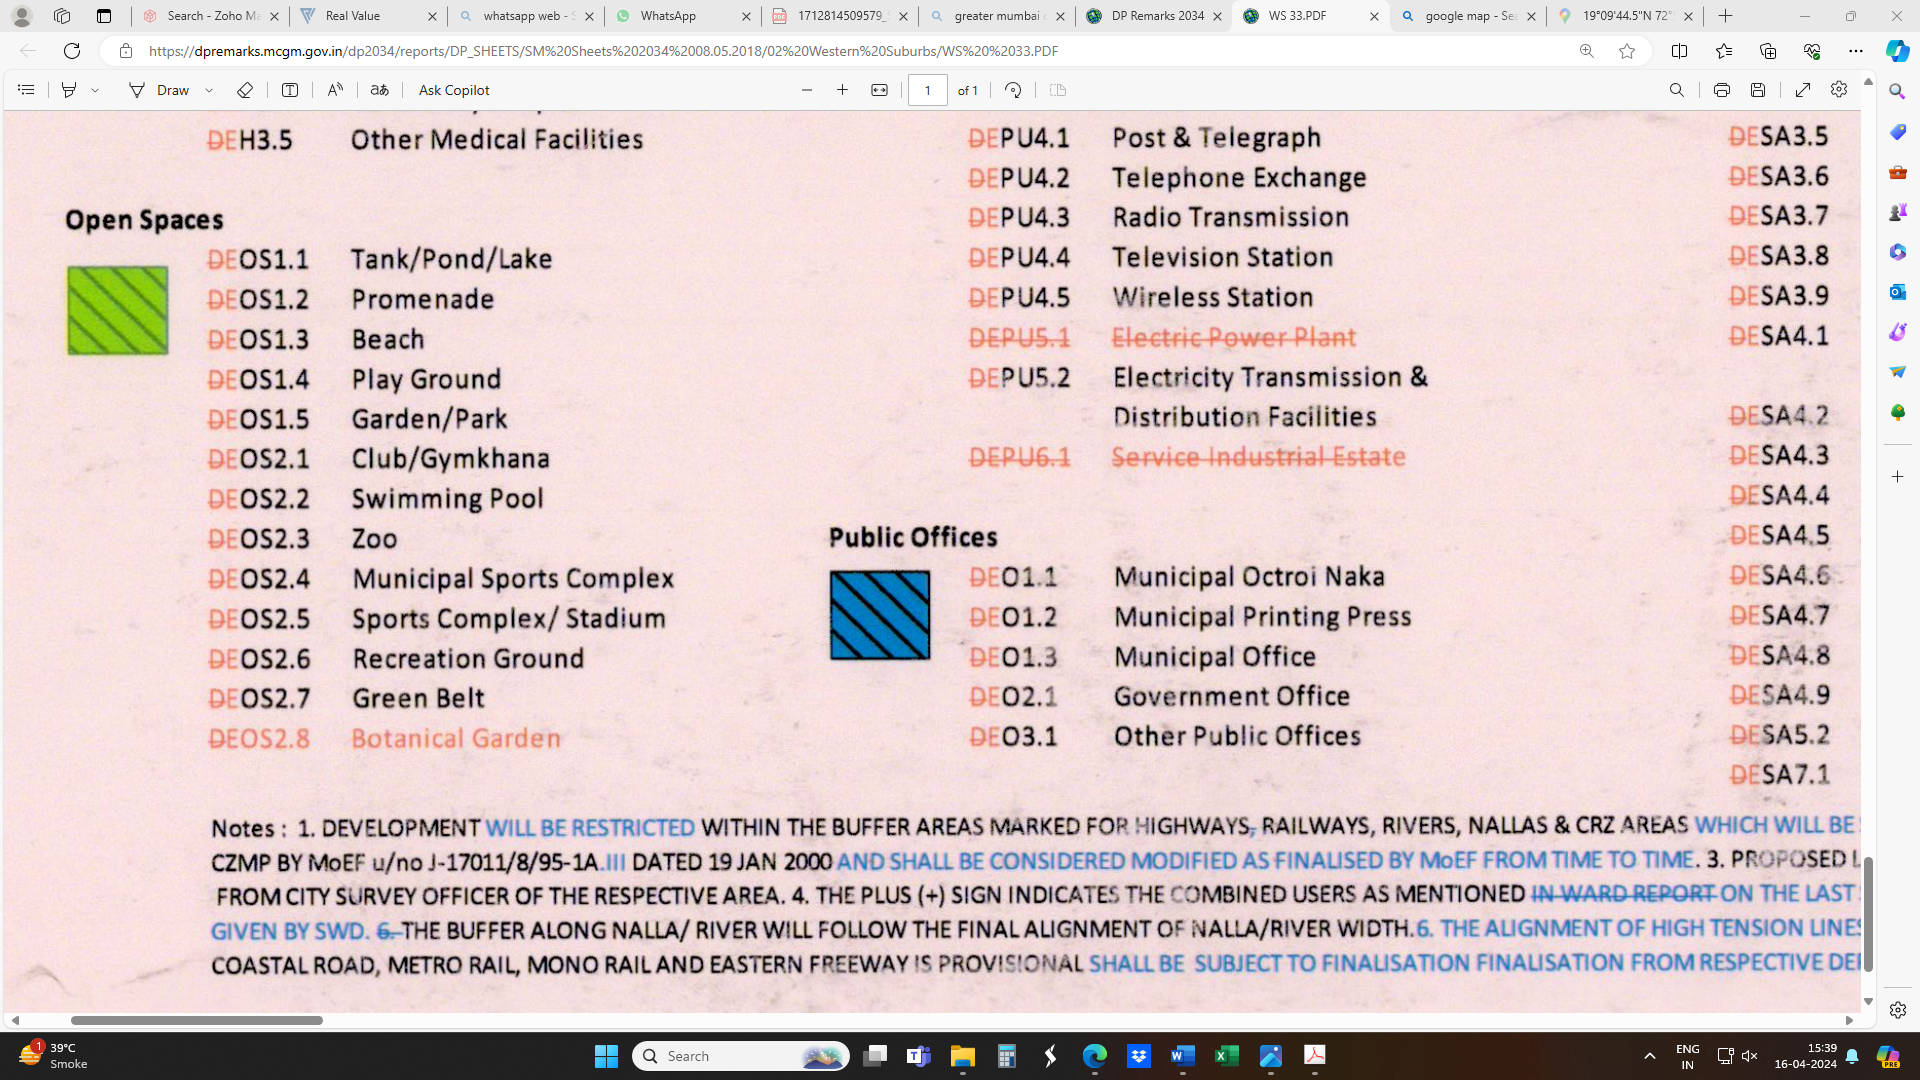 Search - Zoho Ma
Real Value
whatsapp web - S
WhatsApp
1712814509579_
greater mumbai
DP Remarks 2034
WS 33.PDF
google map - Sea
19°09'44.5"N 72°
https://dpremarks.mcgm.gov.in/dp2034/reports/DP_SHEETS/SM%20Sheets%202034%2008.05.2018/02%20Western%20Suburbs/WS%20%2033.PDF
Draw
Ask Copilot
1 of 1
DEH3.5 Other Medical Facilities
Open Spaces
DEOS1.1 Tank/Pond/Lake
DEOS1.2 Promenade
DEOS1.3 Beach
DEOS1.4 Play Ground
DEOS1.5 Garden/Park
DEOS2.1 Club/Gymkhana
DEOS2.2 Swimming Pool
DEOS2.3 Zoo
DEOS2.4 Municipal Sports Complex
DEOS2.5 Sports Complex/ Stadium
DEOS2.6 Recreation Ground
DEOS2.7 Green Belt
DEOS2.8 Botanical Garden
DEPU4.1 Post & Telegraph
DEPU4.2 Telephone Exchange
DEPU4.3 Radio Transmission
DEPU4.4 Television Station
DEPU4.5 Wireless Station
DEPU5.1 Electric Power Plant
DEPU5.2 Electricity Transmission &
Distribution Facilities
DEPU6.1 Service Industrial Estate
Public Offices
DEO1.1 Municipal Octroi Naka
DEO1.2 Municipal Printing Press
DEO1.3 Municipal Office
DEO2.1 Government Office
DEO3.1 Other Public Offices
DESA3.5
DESA3.6
DESA3.7
DESA3.8
DESA3.9
DESA4.1
DESA4.2
DESA4.3
DESA4.4
DESA4.5
DESA4.6
DESA4.7
DESA4.8
DESA4.9
DESA5.2
DESA7.1
Notes : 1. DEVELOPMENT WILL BE RESTRICTED WITHIN THE BUFFER AREAS MARKED FOR HIGHWAYS, RAILWAYS, RIVERS, NALLAS & CRZ AREAS WHICH WILL BE
CZMP BY MoEF u/no J-17011/8/95-1A.III DATED 19 JAN 2000 AND SHALL BE CONSIDERED MODIFIED AS FINALISED BY MoEF FROM TIME TO TIME. 3. PROPOSED
FROM CITY SURVEY OFFICER OF THE RESPECTIVE AREA. 4. THE PLUS (+) SIGN INDICATES THE COMBINED USERS AS MENTIONED IN WARD REPORT ON THE LAST
GIVEN BY SWD. 6. THE BUFFER ALONG NALLA/ RIVER WILL FOLLOW THE FINAL ALIGNMENT OF NALLA/RIVER WIDTH.6. THE ALIGNMENT OF HIGH TENSION LINES
COASTAL ROAD, METRO RAIL, MONO RAIL AND EASTERN FREEWAY IS PROVISIONAL SHALL BE SUBJECT TO FINALISATION FINALISATION FROM RESPECTIVE
1
39°C
Smoke
Search
ENG
IN
15:39
16-04-2024